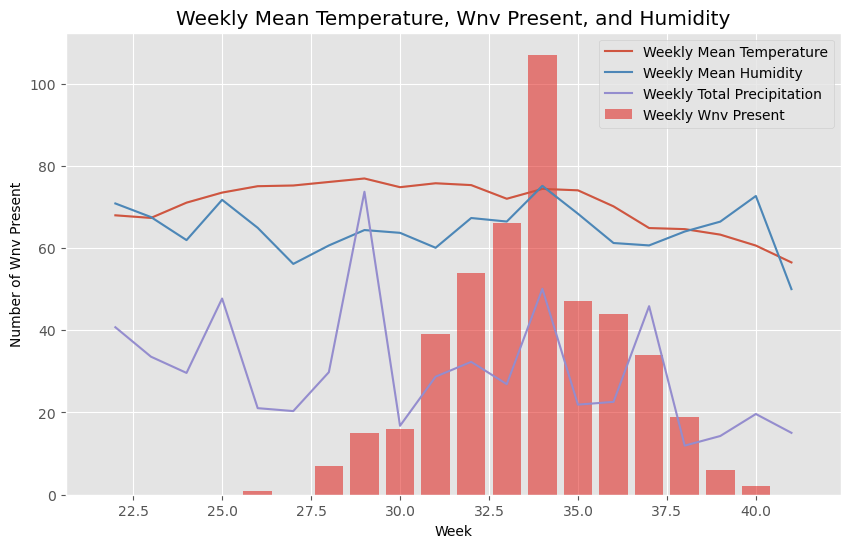 Weekly Mean Temperature, Wnv Present, and Humidity
Weekly Mean Temperature
Weekly Mean Humidity
Weekly Total Precipitation
Weekly Wnv Present
Number of Wnv Present
100
80
60
40
20
0
22.5 25.0 27.5 30.0 32.5 35.0 37.5 40.0
Week